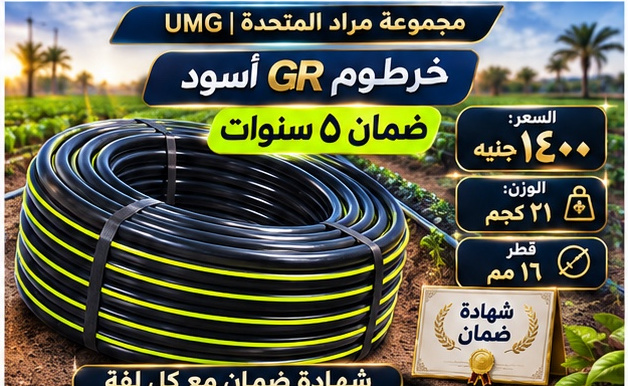 مجموعة مراد المتحدة | UMG
خرطوم GR أسود
ضمان ٥ سنوات
السعر:
١٤٠٠ جنيه
الوزن:
٢١ كجم
قطر
١٦ مم
شهادة
ضمان
شهادة ضمان مع كل لفة